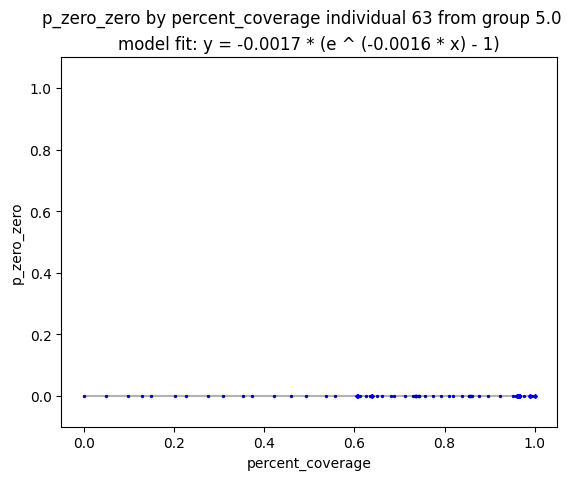 p_zero_zero by percent_coverage individual 63 from group 5.0
model fit: y = -0.0017 * (e ^ (-0.0016 * x) - 1)
1.0
0.8
0.6
0.4
0.2
0.0
p_zero_zero
0.0 0.2 0.4 0.6 0.8 1.0
percent_coverage